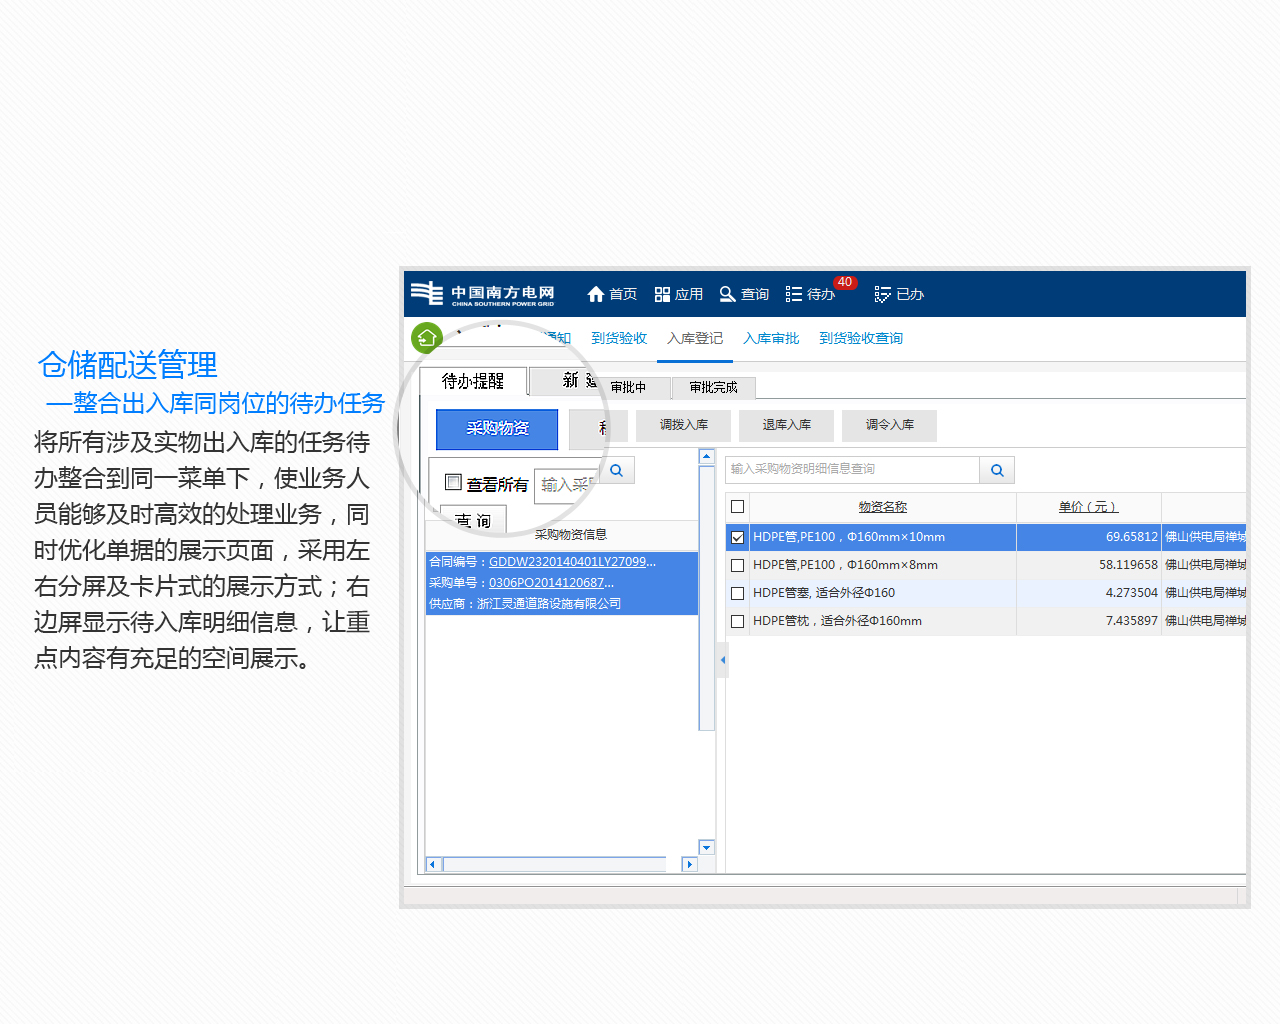 仓储配送管理
—整合出入库同岗位的待办任务
将所有涉及实物出入库的任务待
办整合到同一菜单下，使业务人
员能够及时高效的处理业务，同
时优化单据的展示页面，采用左
右分屏及卡片式的展示方式；右
边屏显示待入库明细信息，让重
点内容有充足的空间展示。
中国南方电网
CHINA SOUTHERN POWER GRID
首页 应用 查询 待办 40 已办
通知 到货验收 入库登记 入库审批 到货验收查询
待办提醒 新 审批中 审批完成
采购物资 调拨入库 退库入库 调令入库
查看所有 输入采
查 询
采购物资信息
合同编号：GDDW2320140401LY27099...
采购单号：0306PO2014120687...
供应商：浙江灵通道路设施有限公司
输入采购物资明细信息查询
物资名称 单价（元）
HDPE管,PE100，Φ160mm×10mm 69.65812 佛山供电局禅城
HDPE管,PE100，Φ160mm×8mm 58.119658 佛山供电局禅城
HDPE管塞, 适合外径Φ160 4.273504 佛山供电局禅城
HDPE管枕，适合外径Φ160mm 7.435897 佛山供电局禅城